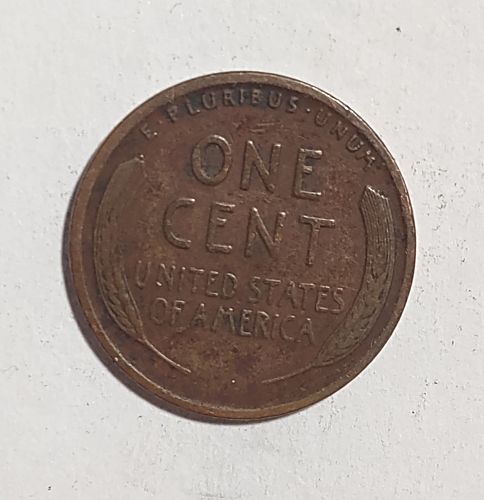 E·PLURIBUS·UNUM
ONE
CENT
UNITED STATES
OF AMERICA